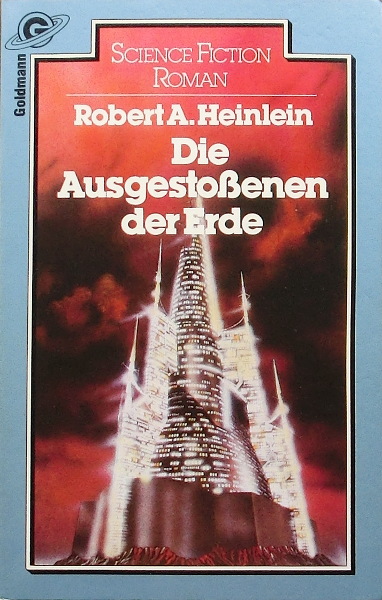 Goldmann
SCIENCE FICTION
ROMAN
Robert A. Heinlein
Die
Ausgestoßenen
der Erde